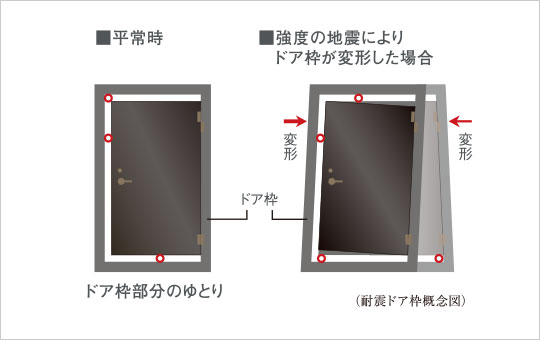 ■平常時
■強度の地震により
ドア枠が変形した場合
変形
変形
ドア枠
ドア枠部分のゆとり
（耐震ドア枠概念図）